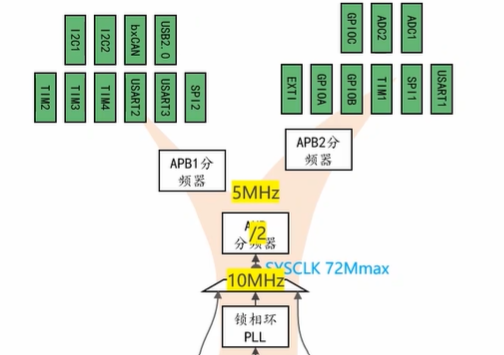 I2C1
I2C2
bxCAN
USB2.0
GPIOC
ADC2
ADC1
TIM2
TIM3
TIM4
USART2
USART3
SPI2
EXTI
GPIOA
GPIOB
TIM1
SPI1
USART1
APB1分
频器
APB2分
频器
5MHz
/2
分频器
SYSCLK 72Mmax
10MHz
锁相环
PLL